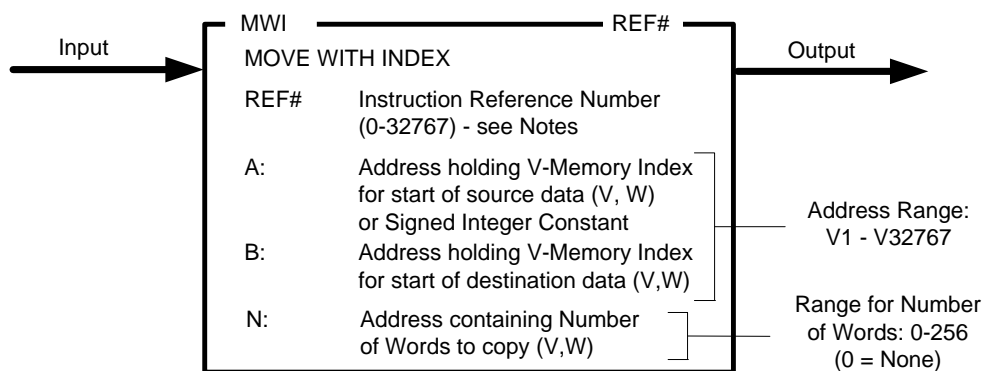 MWI REF#
Input
MOVE WITH INDEX
Output
REF# Instruction Reference Number
(0-32767) - see Notes
A: Address holding V-Memory Index
for start of source data (V, W)
or Signed Integer Constant
Address Range:
V1 - V32767
B: Address holding V-Memory Index
for start of destination data (V,W)
N: Address containing Number
of Words to copy (V,W)
Range for Number
of Words: 0-256
(0 = None)